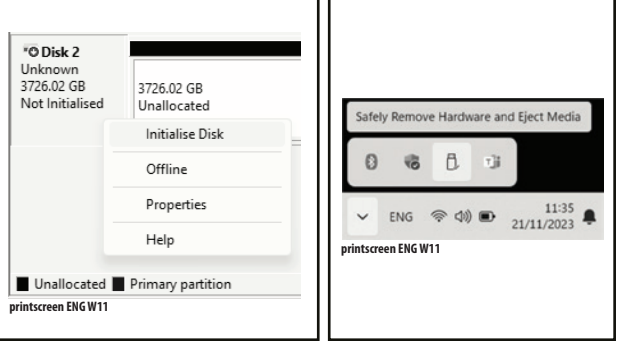 Disk 2
Unknown
3726.02 GB
Not Initialised
3726.02 GB
Unallocated
Initialise Disk
Offline
Properties
Help
Unallocated Primary partition
printscreen ENG W11
Safely Remove Hardware and Eject Media
ENG 11:35
21/11/2023
printscreen ENG W11